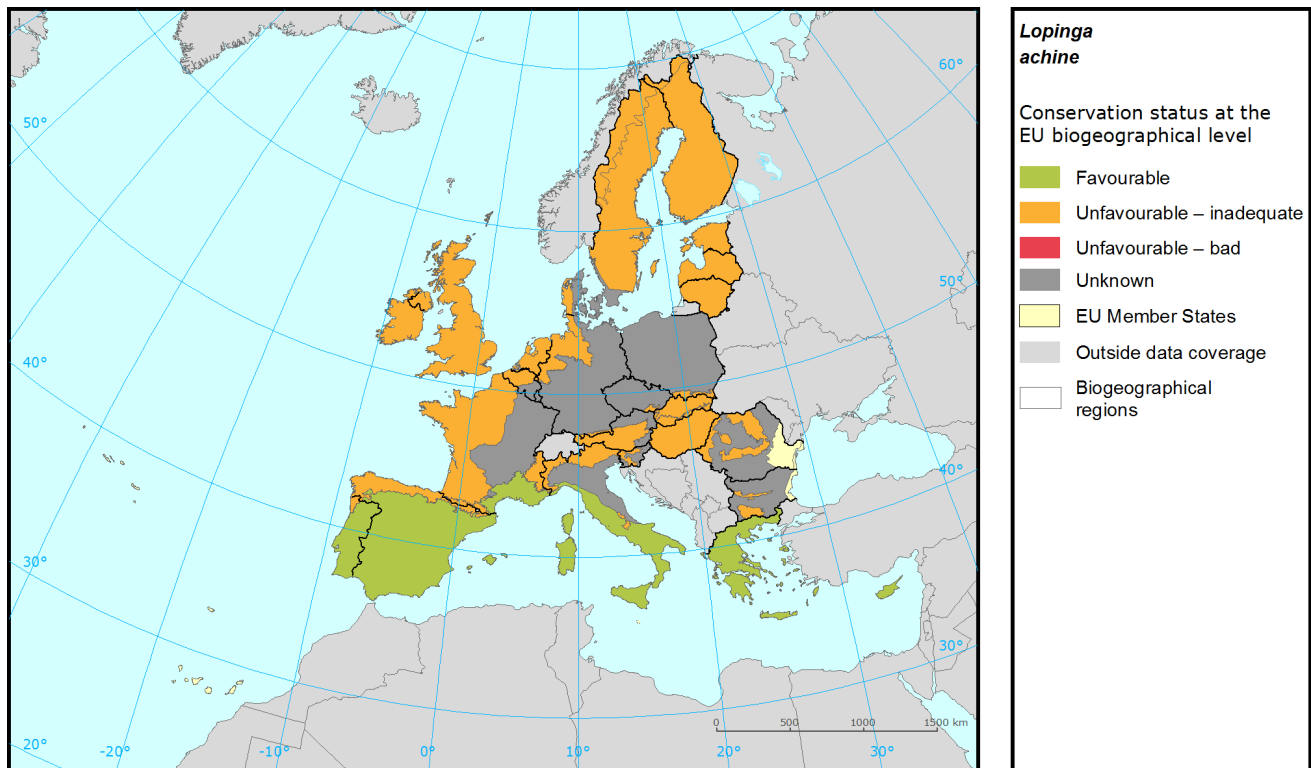 Lopinga
achine
Conservation status at the
EU biogeographical level
Favourable
Unfavourable – inadequate
Unfavourable – bad
Unknown
EU Member States
Outside data coverage
Biogeographical
regions
60°
50°
50°
40°
40°
30°
30°
0 500 1000 1500 km
20° -20° -10° 0° 10° 20° 30°